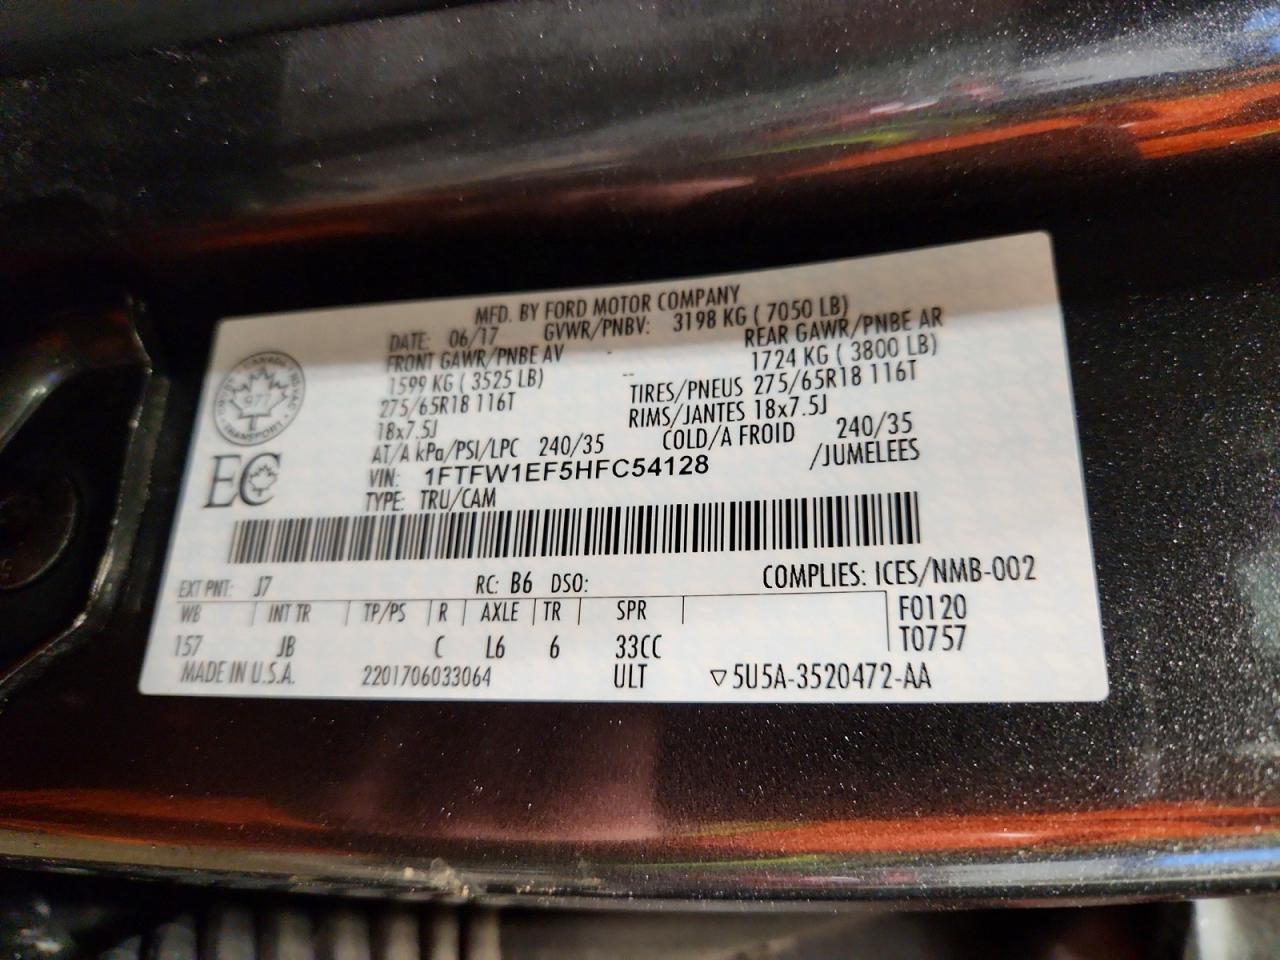 MFD. BY FORD MOTOR COMPANY
DATE: 06/17 GVWR/PNBV: 3198 KG ( 7050 LB)
FRONT GAWR/PNBE AV REAR GAWR/PNBE AR
1599 KG ( 3525 LB) 1724 KG ( 3800 LB)
275/65R18 116T TIRES/PNEUS 275/65R18 116T
18x7.5J RIMS/JANTES 18x7.5J
AT/A kPa/PSI/LPC 240/35 COLD/A FROID 240/35
VIN: 1FTFW1EF5HFC54128 /JUMELEES
TYPE: TRU/CAM
CANADA
977
TRANSPORT
EC
EXT PNT: J7 RC: B6 DSO: COMPLIES: ICES/NMB-002
WB INT TR TP/PS R AXLE TR SPR F0120
157 JB C L6 6 33CC T0757
MADE IN U.S.A. 2201706033064 ULT ▽5U5A-3520472-AA